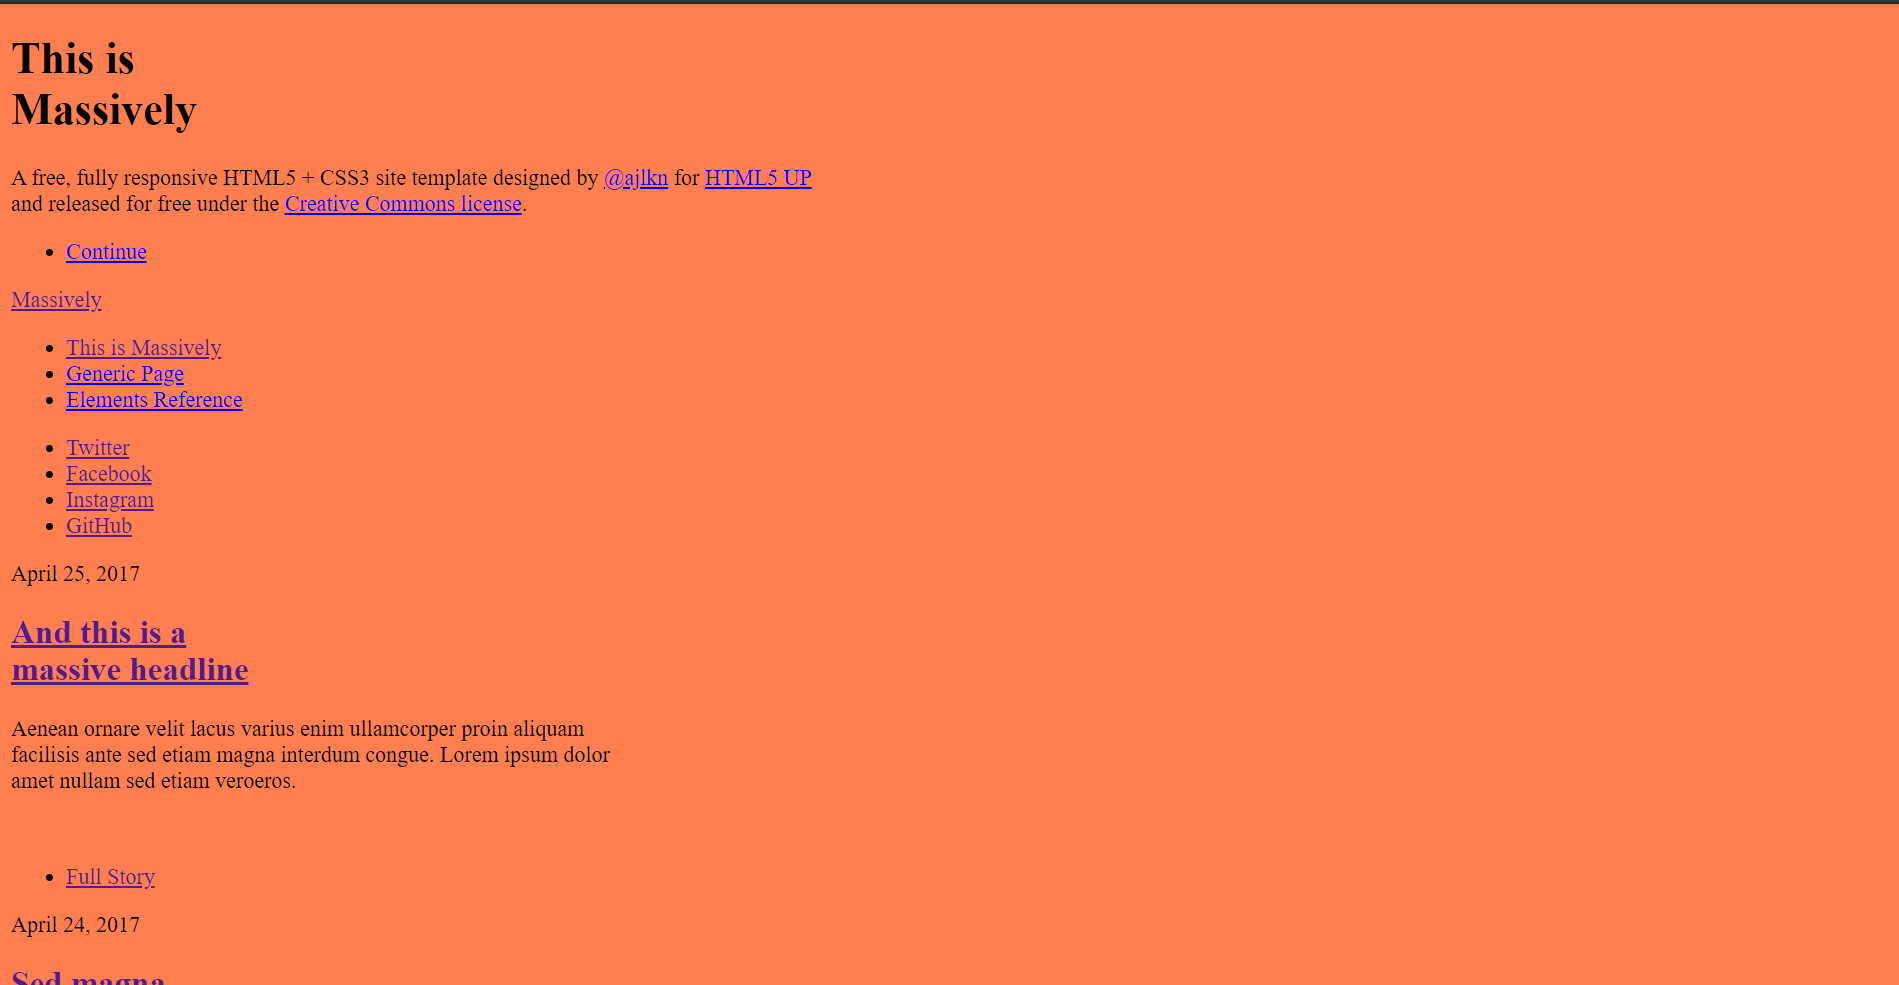 This is
Massively
A free, fully responsive HTML5 + CSS3 site template designed by @ajlkn for HTML5 UP
and released for free under the Creative Commons license.
Continue
Massively
This is Massively
Generic Page
Elements Reference
Twitter
Facebook
Instagram
GitHub
April 25, 2017
And this is a
massive headline
Aenean ornare velit lacus varius enim ullamcorper proin aliquam
facilisis ante sed etiam magna interdum congue. Lorem ipsum dolor
amet nullam sed etiam veroeros.
Full Story
April 24, 2017
Sed magna